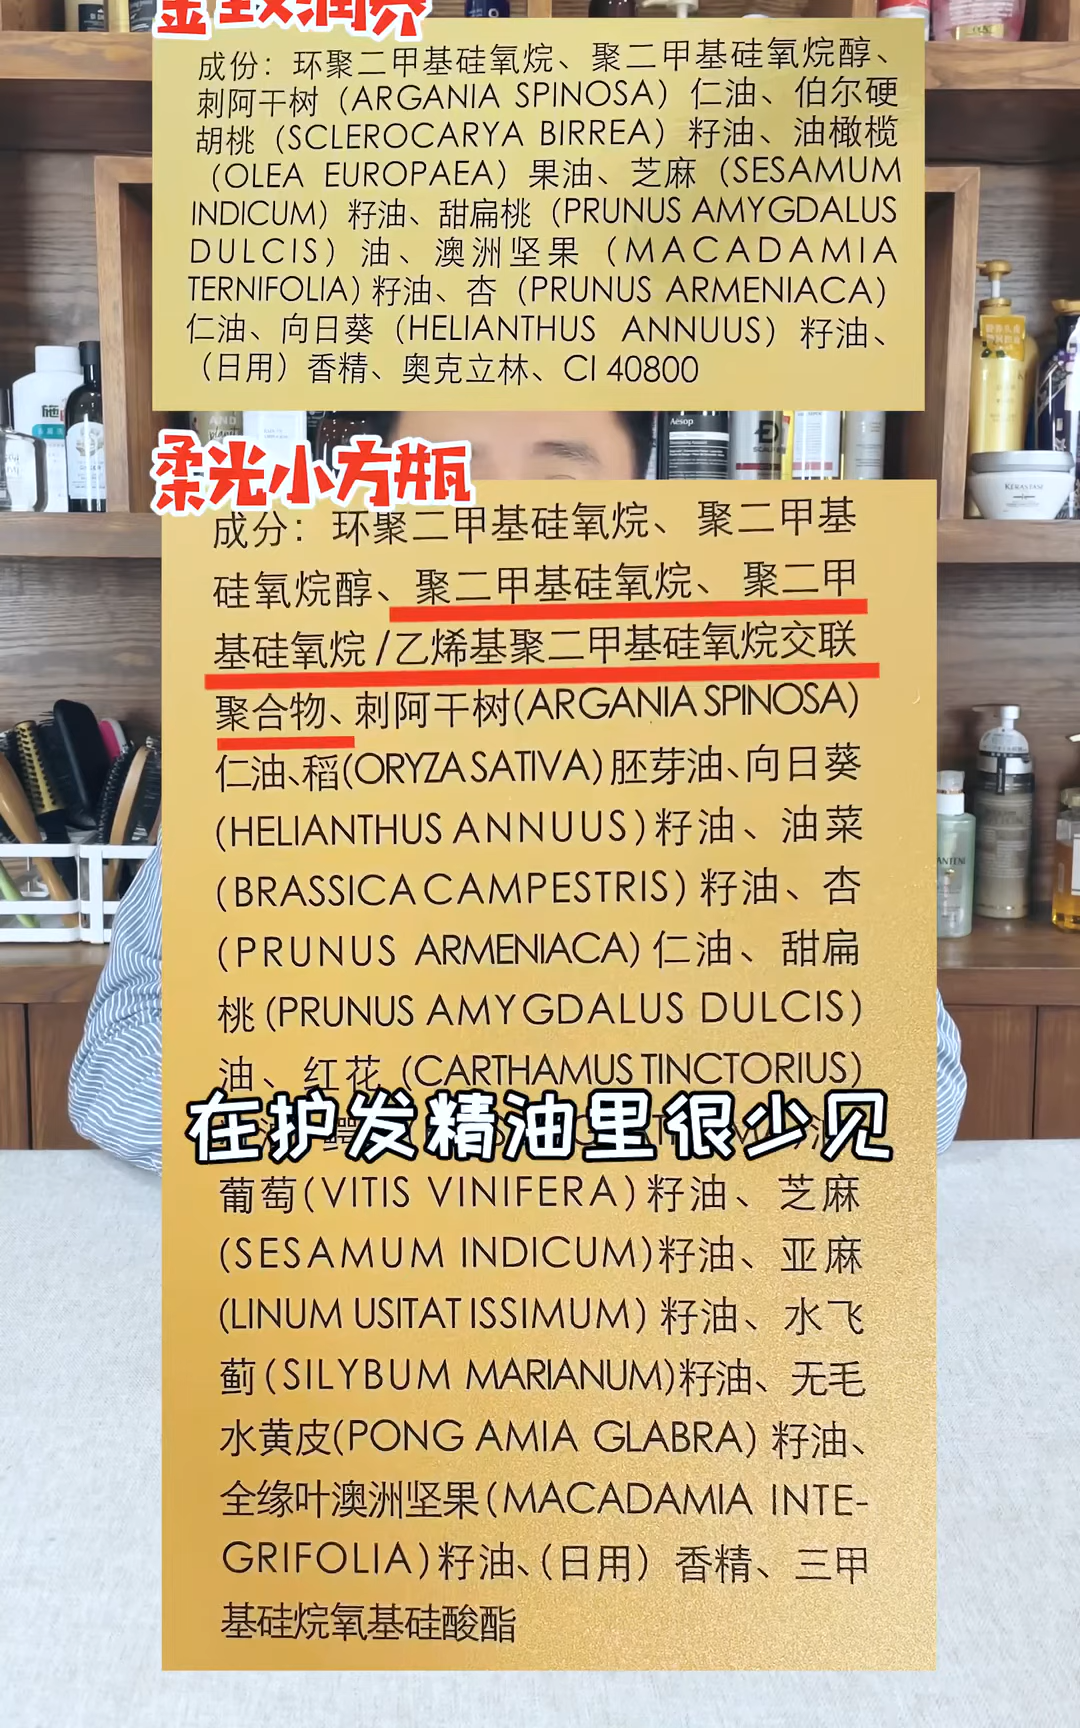 成份：环聚二甲基硅氧烷、聚二甲基硅氧烷醇、
刺阿干树（ARGANIA SPINOSA）仁油、伯尔硬
胡桃（SCLEROCARYA BIRREA）籽油、油橄榄
（OLEA EUROPAEA）果油、芝麻（SESAMUM
INDICUM）籽油、甜扁桃（PRUNUS AMYGDALUS
DULCIS）油、澳洲坚果（MACADAMIA
TERNIFOLIA)籽油、杏（PRUNUS ARMENIACA）
仁油、向日葵（HELIANTHUS ANNUUS）籽油、
（日用）香精、奥克立林、CI 40800
柔光小方瓶
成分：环聚二甲基硅氧烷、聚二甲基
硅氧烷醇、聚二甲基硅氧烷、聚二甲
基硅氧烷/乙烯基聚二甲基硅氧烷交联
聚合物、刺阿干树(ARGANIA SPINOSA)
仁油、稻(ORYZA SATIVA)胚芽油、向日葵
(HELIANTHUS ANNUUS)籽油、油菜
(BRASSICA CAMPESTRIS)籽油、杏
(PRUNUS ARMENIACA)仁油、甜扁
桃(PRUNUS AMYGDALUS DULCIS)
油、红花(CARTHAMUS TINCTORIUS)
在护发精油里很少见
葡萄(VITIS VINIFERA)籽油、芝麻
(SESAMUM INDICUM)籽油、亚麻
(LINUM USITATISSIMUM)籽油、水飞
蓟(SILYBUM MARIANUM)籽油、无毛
水黄皮(PONGAMIA GLABRA)籽油、
全缘叶澳洲坚果(MACADAMIA INTE-
GRIFOLIA)籽油、(日用)香精、三甲
基硅烷氧基硅酸酯
Aesop
KERASTASE